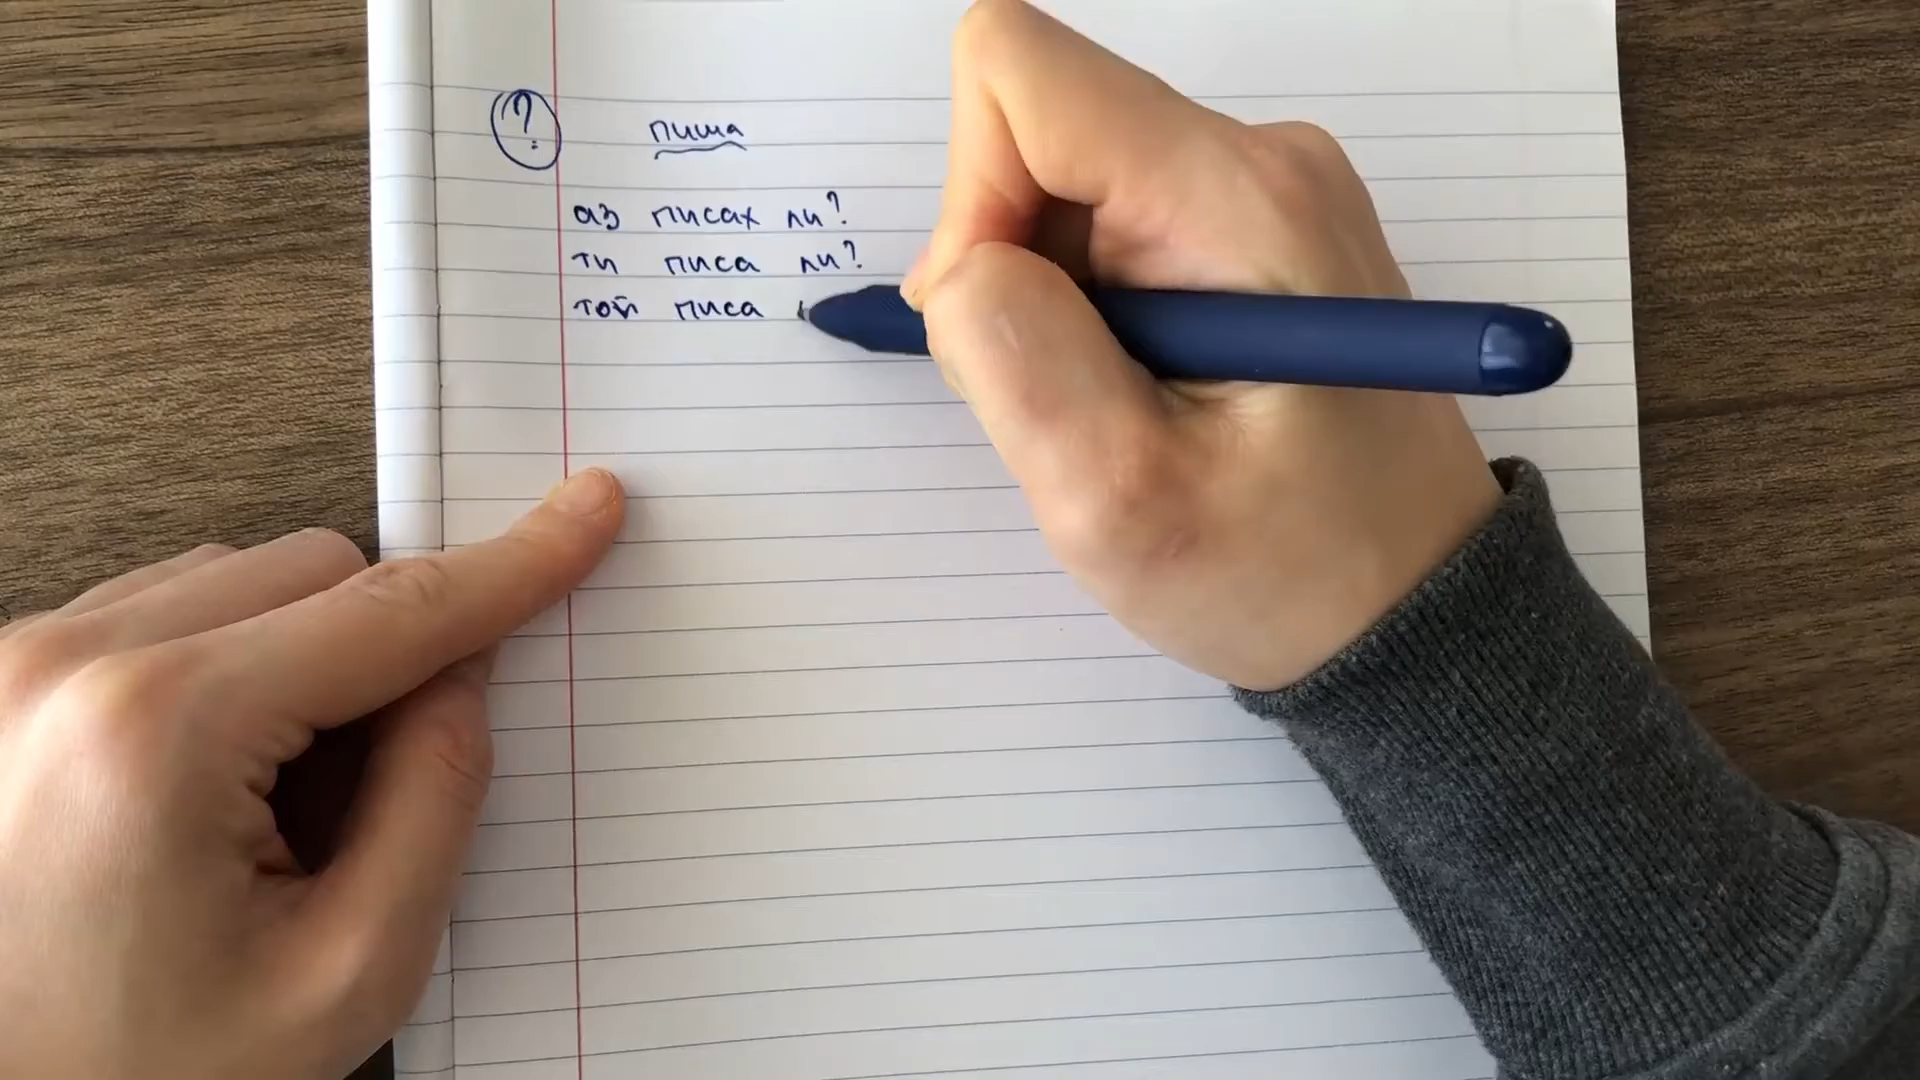 ?
пиша
аз писах ли?
ти писа ли?
той писа